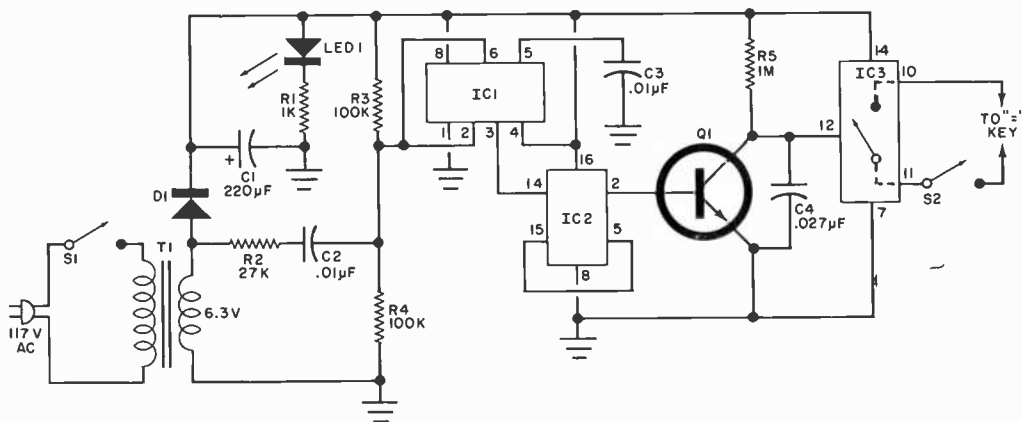 LED1
R1
1K
R3
100K
8
6
5
IC1
1
2
3
4
C3
.01µF
R5
1M
14
IC3
10
12
11
7
TO "="
KEY
S2
+
C1
220µF
D1
16
14
2
IC2
15
5
8
Q1
C4
.027µF
S1
T1
R2
27K
C2
.01µF
R4
100K
6.3V
117V
AC